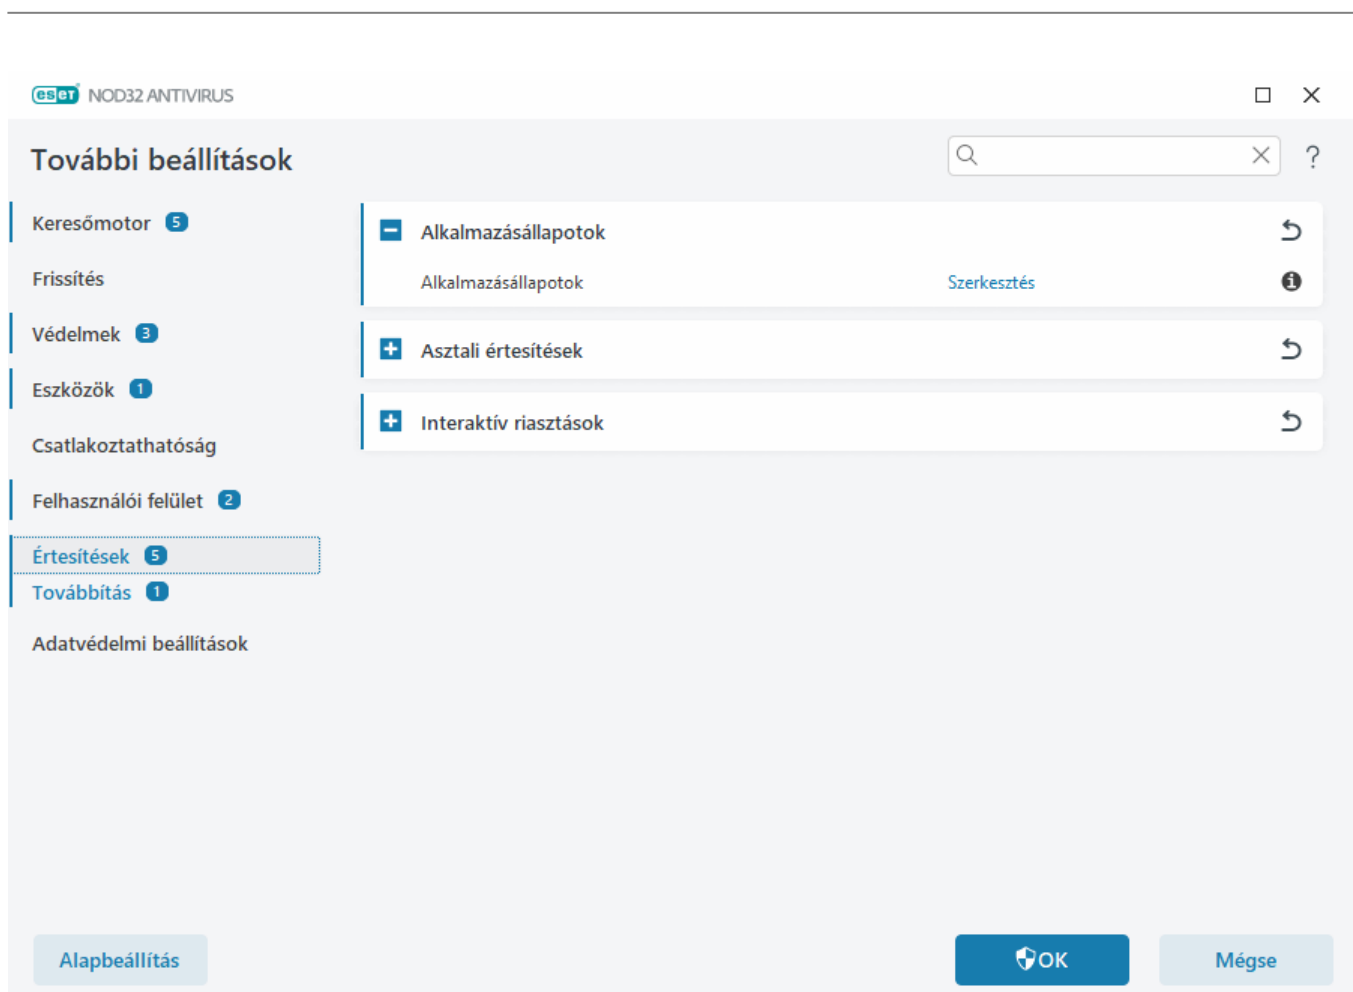 eset NOD32 ANTIVIRUS
További beállítások
?
Keresőmotor 5
Frissítés
Védelmek 3
Eszközök 1
Csatlakoztathatóság
Felhasználói felület 2
Értesítések 5
Továbbítás 1
Adatvédelmi beállítások
Alkalmazásállapotok
Alkalmazásállapotok Szerkesztés
Asztali értesítések
Interaktív riasztások
Alapbeállítás
OK
Mégse